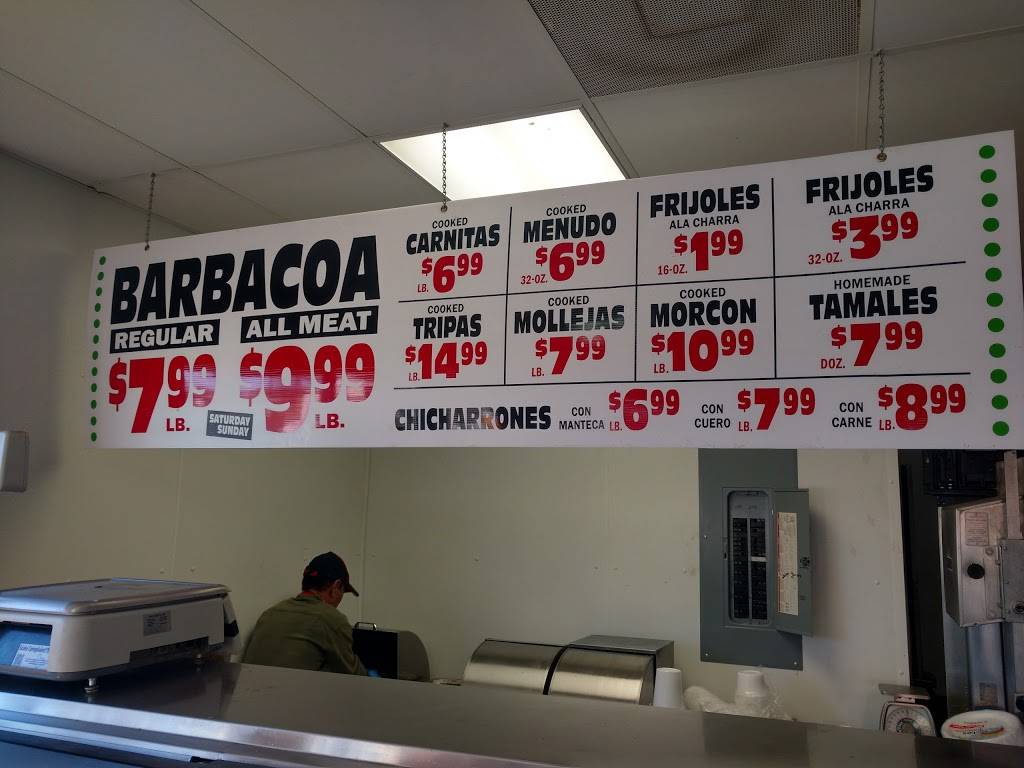 BARBACOA
REGULAR ALL MEAT
$7.99 LB. $9.99 LB.
SATURDAY
SUNDAY
COOKED
CARNITAS
$6.99
LB.
COOKED
MENUDO
$6.99
32-OZ.
FRIJOLES
ALA CHARRA
$1.99
16-OZ.
FRIJOLES
ALA CHARRA
$3.99
32-OZ.
COOKED
TRIPAS
$14.99
LB.
COOKED
MOLLEJAS
$7.99
LB.
COOKED
MORCON
$10.99
LB.
HOMEMADE
TAMALES
$7.99
DOZ.
CHICHARRONES CON MANTECA LB. $6.99 CON CUERO LB. $7.99 CON CARNE LB. $8.99